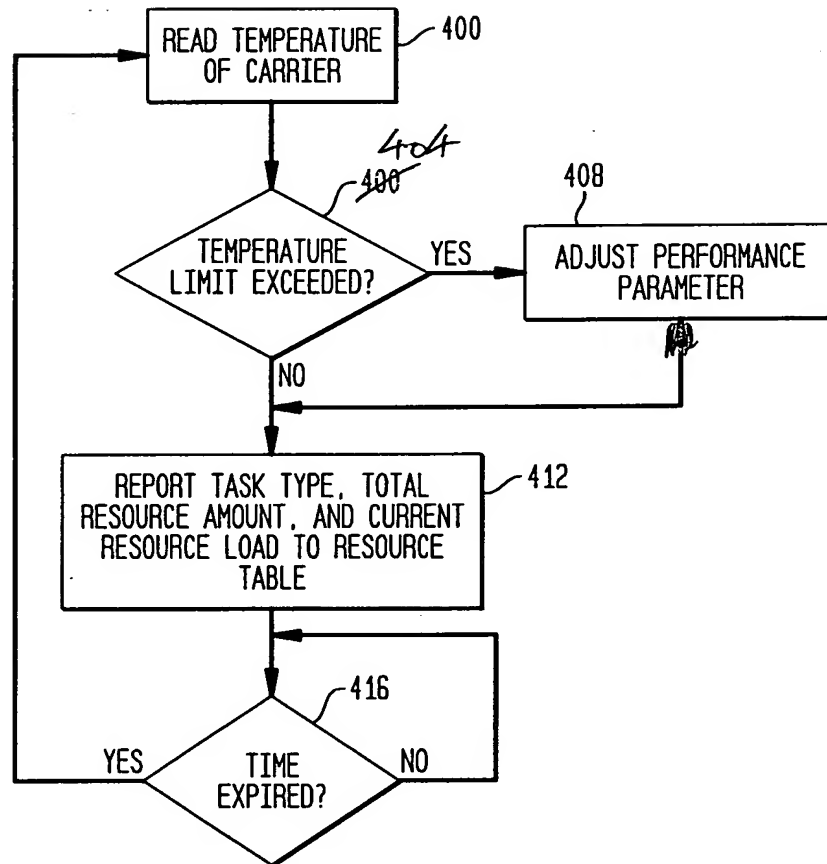 READ TEMPERATURE
OF CARRIER
400
404
400
TEMPERATURE
LIMIT EXCEEDED?
YES
408
ADJUST PERFORMANCE
PARAMETER
NO
REPORT TASK TYPE, TOTAL
RESOURCE AMOUNT, AND CURRENT
RESOURCE LOAD TO RESOURCE
TABLE
412
416
YES
TIME
EXPIRED?
NO